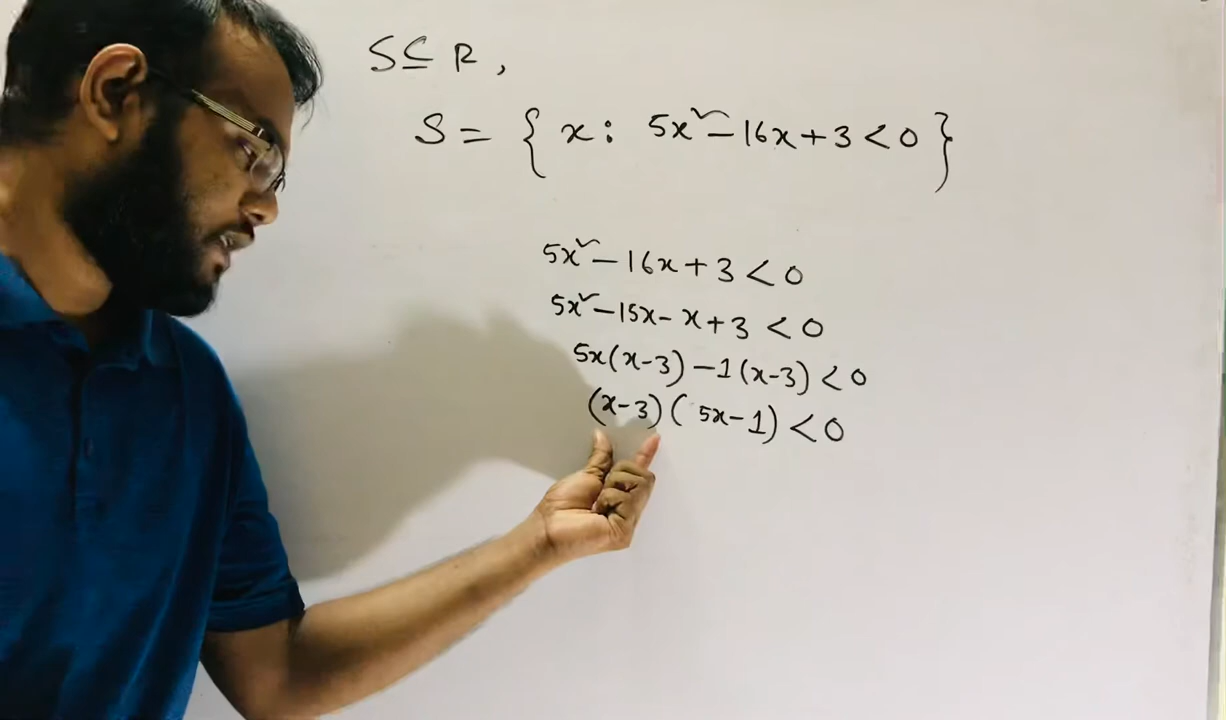 S ⊆ R,
S = { x : 5x² - 16x + 3 < 0 }
5x² - 16x + 3 < 0
5x² - 15x - x + 3 < 0
5x(x-3) - 1(x-3) < 0
(x-3)(5x-1) < 0